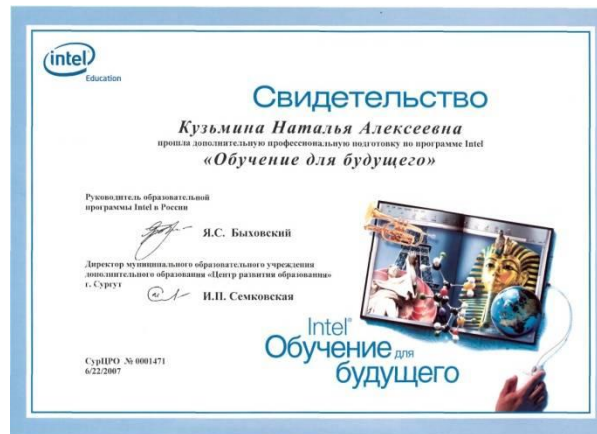 intel
Education
Свидетельство
Кузьмина Наталья Алексеевна
прошла дополнительную профессиональную подготовку по программе Intel
«Обучение для будущего»
Руководитель образовательной
программы Intel в России
Я.С. Быховский
Директор муниципального образовательного учреждения
дополнительного образования «Центр развития образования»
г. Сургут
И.П. Семковская
Intel®
Обучение для
будущего
СурЦРО № 0001471
6/22/2007